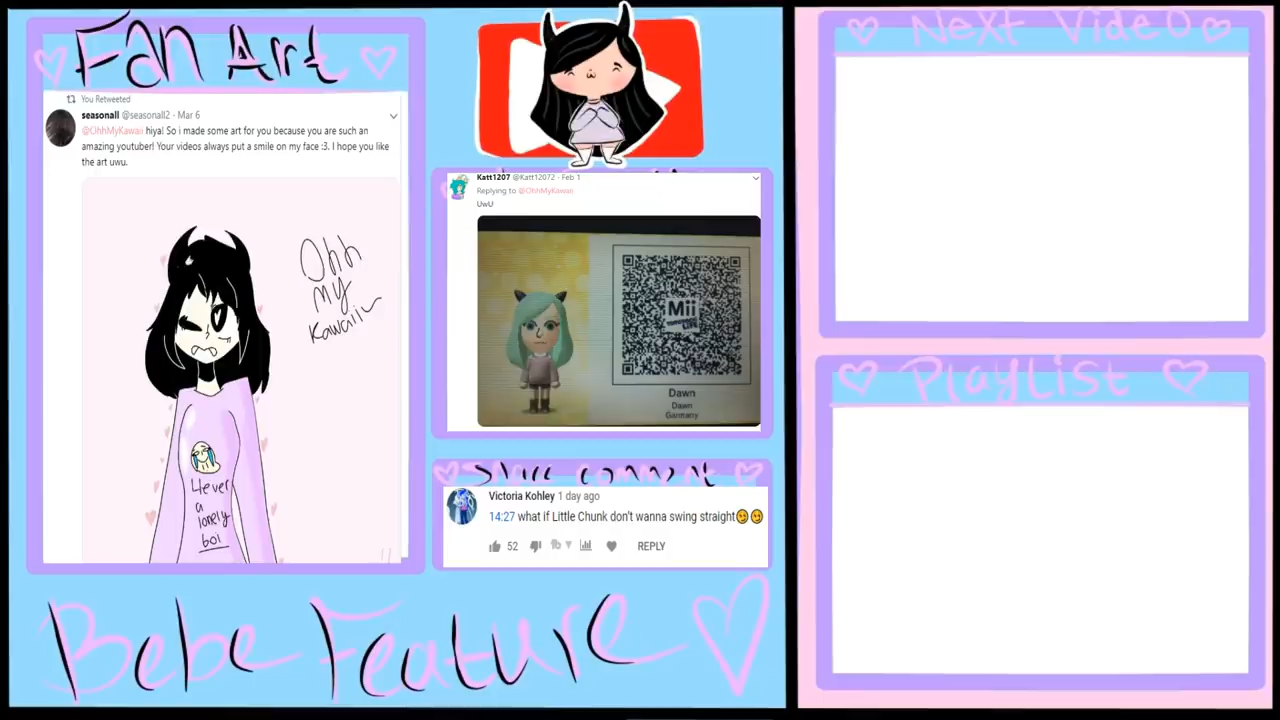 Fan Art
You Retweeted
seasonall @seasonall2 · Mar 6
@OhhMyKawaii hiya! So i made some art for you because you are such an
amazing youtuber! Your videos always put a smile on my face :3. I hope you like
the art uwu.
Ohh
My
Kawaii
4ever
a
lonely
boi
Katt1207 @Katt12072 · Feb 1
Replying to @OhhMyKawaii
UwU
Mii
Dawn
Dawn
Germany
comment
Victoria Kohley 1 day ago
14:27 what if Little Chunk don't wanna swing straight😏😏
52
REPLY
Bebe Feature
Next Video
Playlist